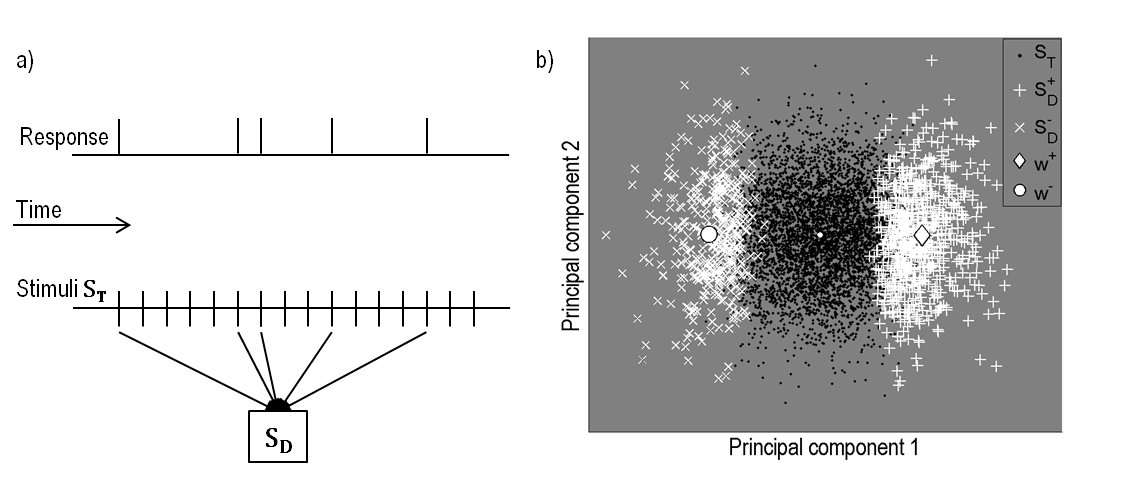 a)
Response
Time
Stimuli S_T
S_D
b)
Principal component 2
Principal component 1
S_T
S_D^+
S_D^-
w^+
w^-